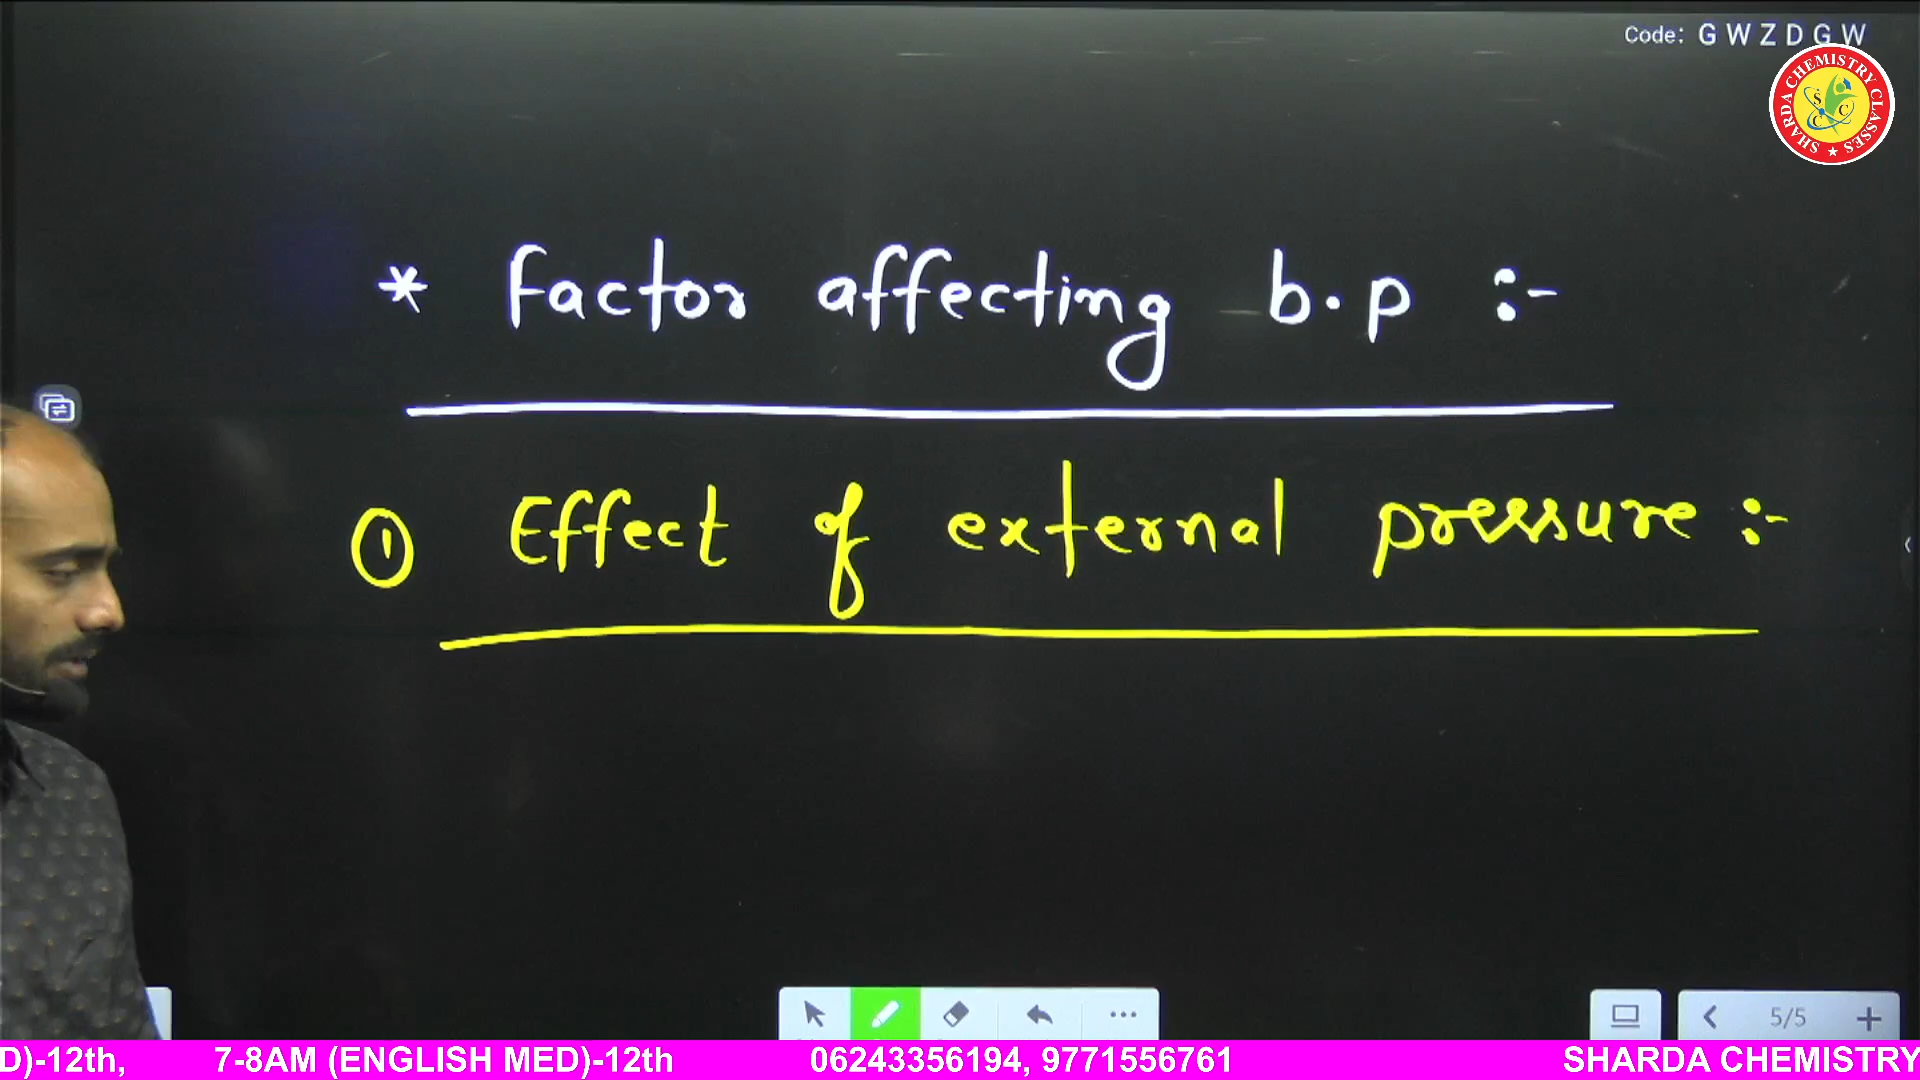 Code: G W Z D G W
SHARDA CHEMISTRY CLASSES
S C C
* Factor affecting b.p :-
① Effect of external pressure :-
5/5
D)-12th, 7-8AM (ENGLISH MED)-12th 06243356194, 9771556761 SHARDA CHEMISTRY